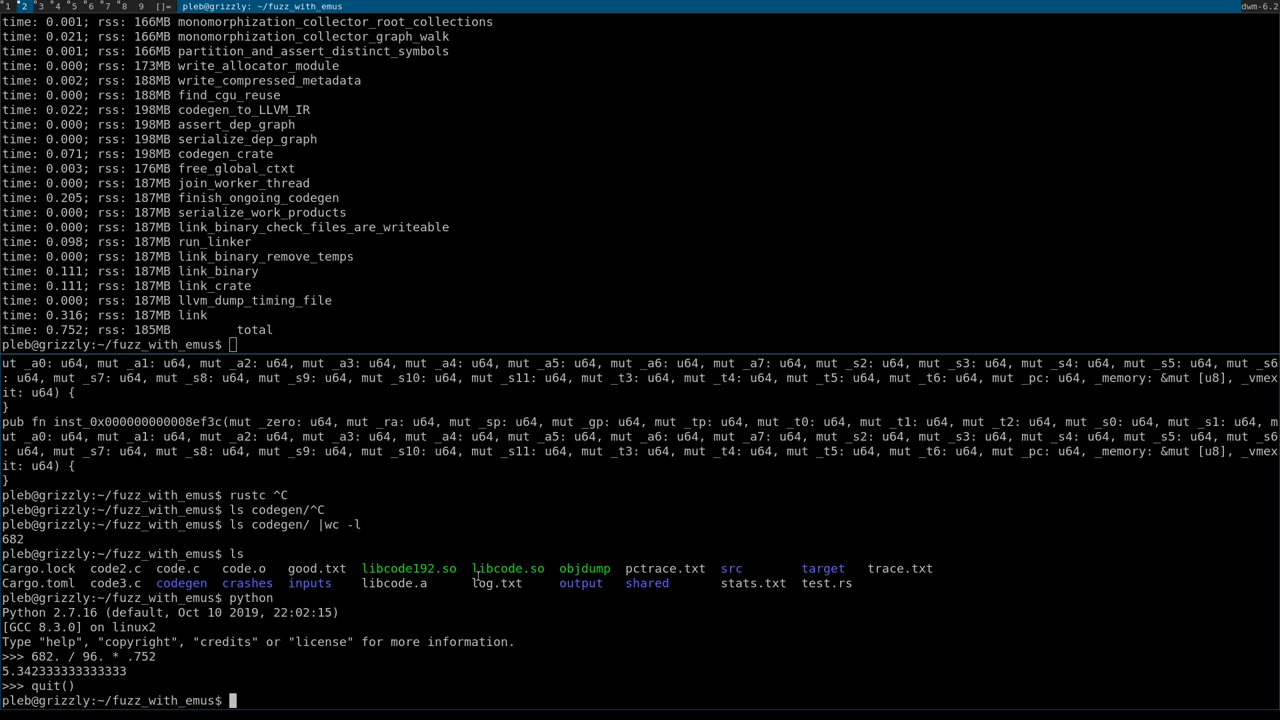 1 2 3 4 5 6 7 8 9 []= pleb@grizzly: ~/fuzz_with_emus dwm-6.2
time: 0.001; rss: 166MB monomorphization_collector_root_collections
time: 0.021; rss: 166MB monomorphization_collector_graph_walk
time: 0.001; rss: 166MB partition_and_assert_distinct_symbols
time: 0.000; rss: 173MB write_allocator_module
time: 0.002; rss: 188MB write_compressed_metadata
time: 0.000; rss: 188MB find_cgu_reuse
time: 0.022; rss: 198MB codegen_to_LLVM_IR
time: 0.000; rss: 198MB assert_dep_graph
time: 0.000; rss: 198MB serialize_dep_graph
time: 0.071; rss: 198MB codegen_crate
time: 0.003; rss: 176MB free_global_ctxt
time: 0.000; rss: 187MB join_worker_thread
time: 0.205; rss: 187MB finish_ongoing_codegen
time: 0.000; rss: 187MB serialize_work_products
time: 0.000; rss: 187MB link_binary_check_files_are_writeable
time: 0.098; rss: 187MB run_linker
time: 0.000; rss: 187MB link_binary_remove_temps
time: 0.111; rss: 187MB link_binary
time: 0.111; rss: 187MB link_crate
time: 0.000; rss: 187MB llvm_dump_timing_file
time: 0.316; rss: 187MB link
time: 0.752; rss: 185MB total
pleb@grizzly:~/fuzz_with_emus$
ut _a0: u64, mut _a1: u64, mut _a2: u64, mut _a3: u64, mut _a4: u64, mut _a5: u64, mut _a6: u64, mut _a7: u64, mut _s2: u64, mut _s3: u64, mut _s4: u64, mut _s5: u64, mut _s6
: u64, mut _s7: u64, mut _s8: u64, mut _s9: u64, mut _s10: u64, mut _s11: u64, mut _t3: u64, mut _t4: u64, mut _t5: u64, mut _t6: u64, mut _pc: u64, _memory: &mut [u8], _vmex
it: u64) {
}
pub fn inst_0x000000000008ef3c(mut _zero: u64, mut _ra: u64, mut _sp: u64, mut _gp: u64, mut _tp: u64, mut _t0: u64, mut _t1: u64, mut _t2: u64, mut _s0: u64, mut _s1: u64, m
ut _a0: u64, mut _a1: u64, mut _a2: u64, mut _a3: u64, mut _a4: u64, mut _a5: u64, mut _a6: u64, mut _a7: u64, mut _s2: u64, mut _s3: u64, mut _s4: u64, mut _s5: u64, mut _s6
: u64, mut _s7: u64, mut _s8: u64, mut _s9: u64, mut _s10: u64, mut _s11: u64, mut _t3: u64, mut _t4: u64, mut _t5: u64, mut _t6: u64, mut _pc: u64, _memory: &mut [u8], _vmex
it: u64) {
}
pleb@grizzly:~/fuzz_with_emus$ rustc ^C
pleb@grizzly:~/fuzz_with_emus$ ls codegen/^C
pleb@grizzly:~/fuzz_with_emus$ ls codegen/ |wc -l
682
pleb@grizzly:~/fuzz_with_emus$ ls
Cargo.lock code2.c code.c code.o good.txt libcode192.so libcode.so objdump pctrace.txt src target trace.txt
Cargo.toml code3.c codegen crashes inputs libcode.a log.txt output shared stats.txt test.rs
pleb@grizzly:~/fuzz_with_emus$ python
Python 2.7.16 (default, Oct 10 2019, 22:02:15)
[GCC 8.3.0] on linux2
Type "help", "copyright", "credits" or "license" for more information.
>>> 682. / 96. * .752
5.342333333333333
>>> quit()
pleb@grizzly:~/fuzz_with_emus$